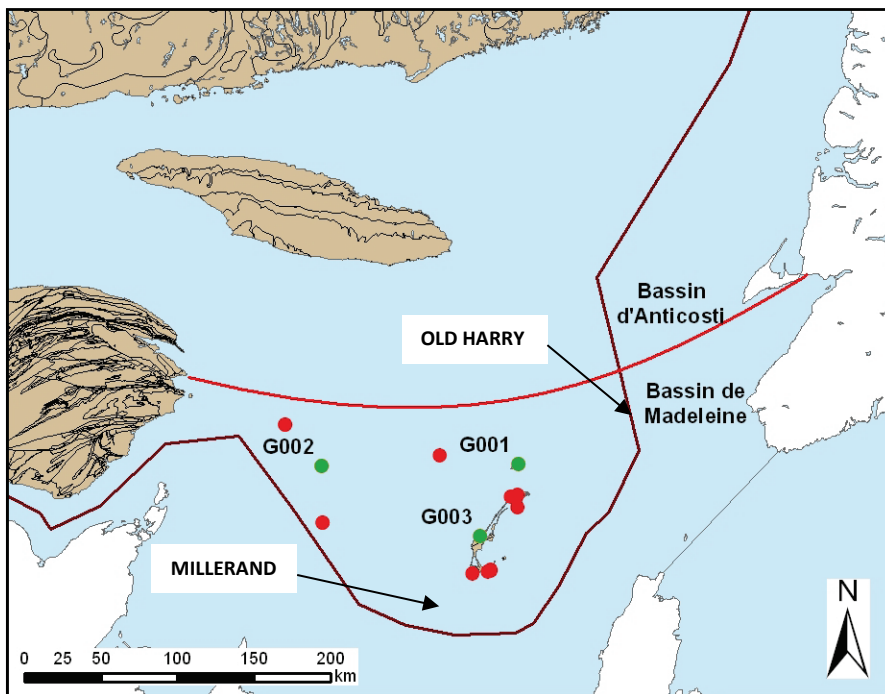 Bassin
d'Anticosti
OLD HARRY
Bassin de
Madeleine
G002
G001
G003
MILLERAND
N
0 25 50 100 150 200
km